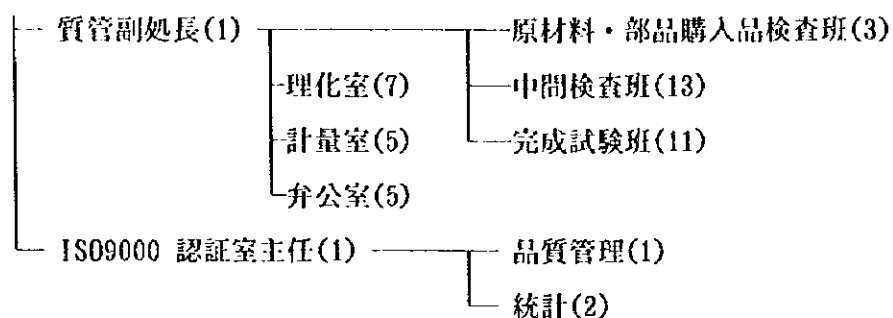 質管副処長(1) 原材料・部品購入品検査班(3)
理化室(7) 中間検査班(13)
計量室(5) 完成試験班(11)
弁公室(5)
ISO9000 認証室主任(1) 品質管理(1)
統計(2)